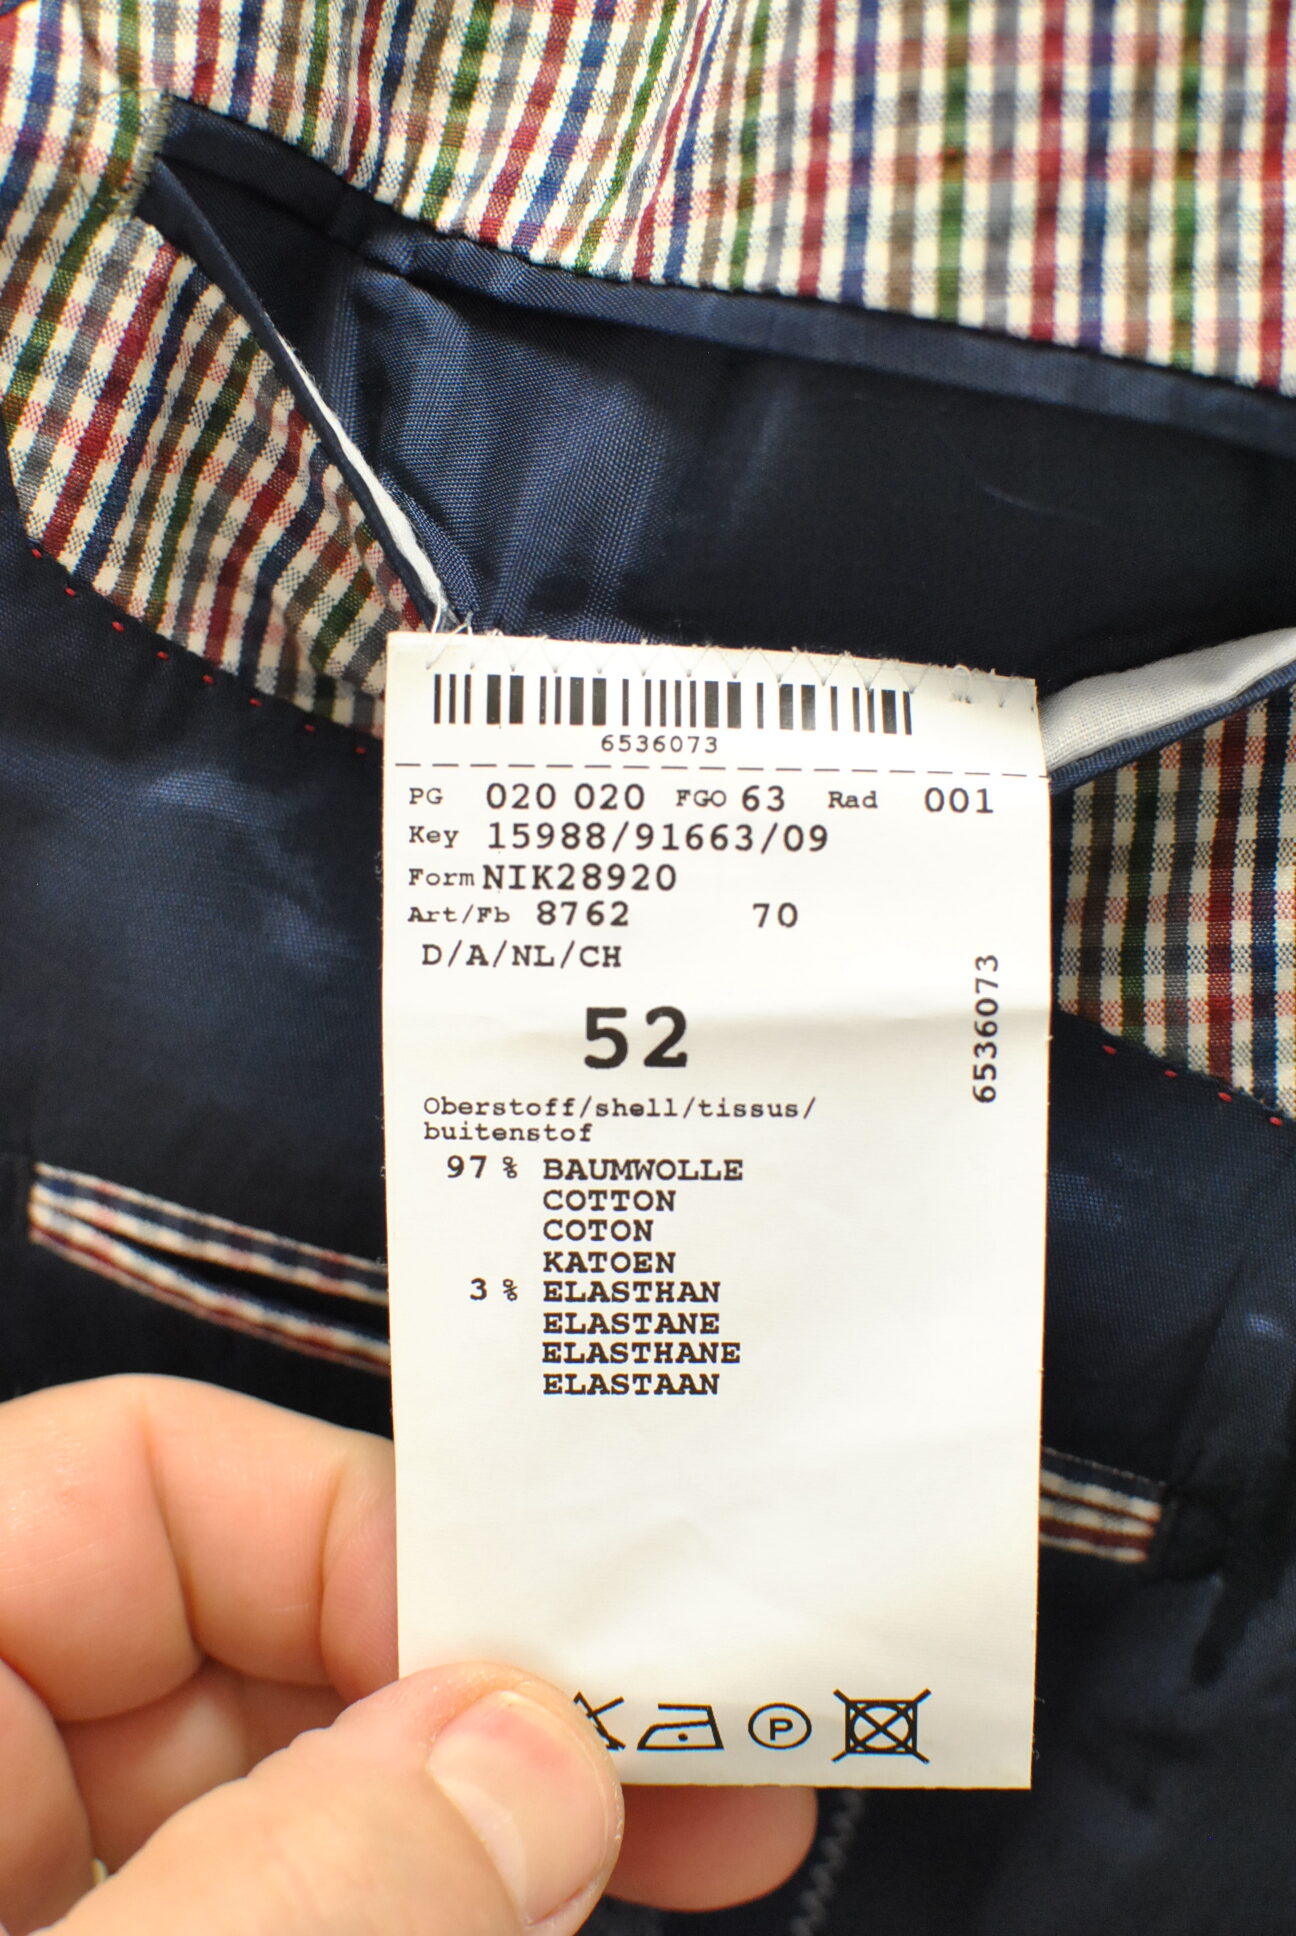 6536073
PG 020 020 FGO 63 Rad 001
Key 15988/91663/09
Form NIK28920
Art/Fb 8762 70
D/A/NL/CH
52
6536073
Oberstoff/shell/tissus/
buitenstof
97 % BAUMWOLLE
COTTON
COTON
KATOEN
3 % ELASTHAN
ELASTANE
ELASTHANE
ELASTAAN
P